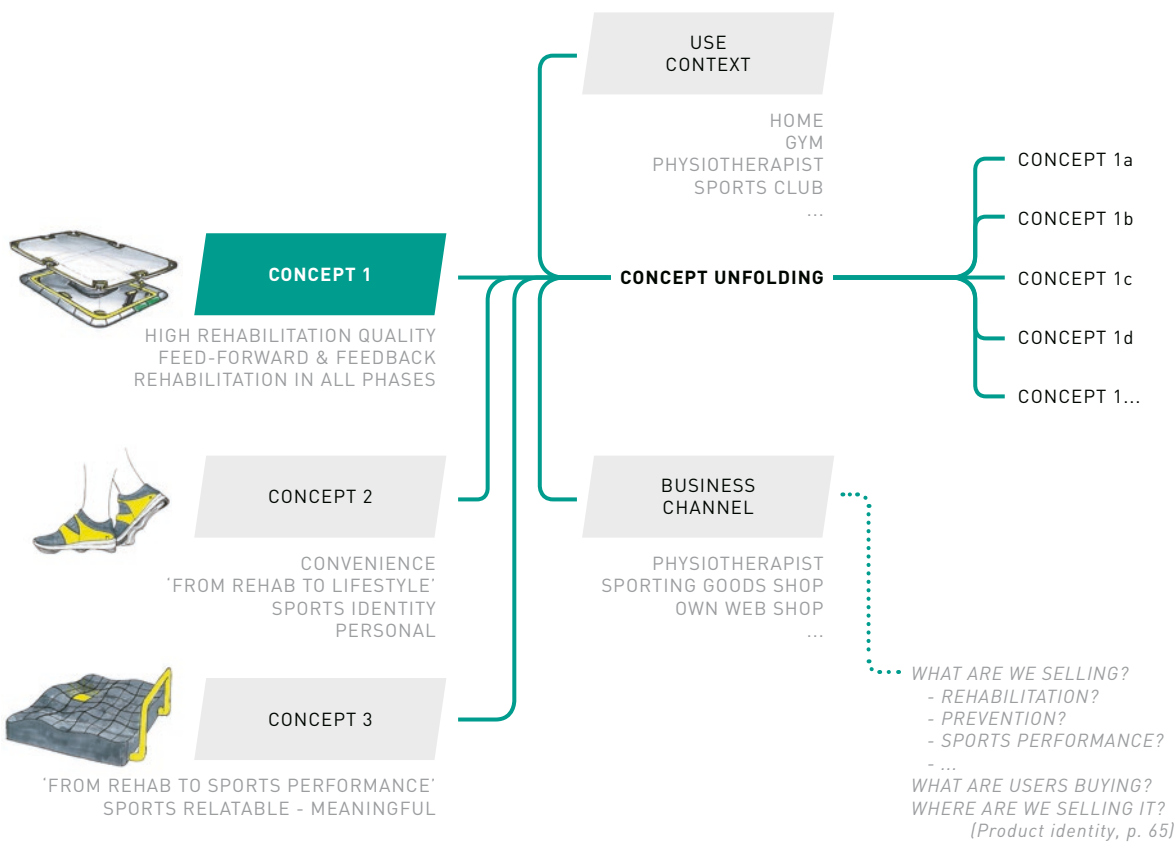 USE
CONTEXT
HOME
GYM
PHYSIOTHERAPIST
SPORTS CLUB
...
CONCEPT 1
HIGH REHABILITATION QUALITY
FEED-FORWARD & FEEDBACK
REHABILITATION IN ALL PHASES
CONCEPT UNFOLDING
CONCEPT 1a
CONCEPT 1b
CONCEPT 1c
CONCEPT 1d
CONCEPT 1...
CONCEPT 2
CONVENIENCE
'FROM REHAB TO LIFESTYLE'
SPORTS IDENTITY
PERSONAL
BUSINESS
CHANNEL
PHYSIOTHERAPIST
SPORTING GOODS SHOP
OWN WEB SHOP
...
CONCEPT 3
'FROM REHAB TO SPORTS PERFORMANCE'
SPORTS RELATABLE - MEANINGFUL
WHAT ARE WE SELLING?
- REHABILITATION?
- PREVENTION?
- SPORTS PERFORMANCE?
- ...
WHAT ARE USERS BUYING?
WHERE ARE WE SELLING IT?
(Product identity, p. 65)